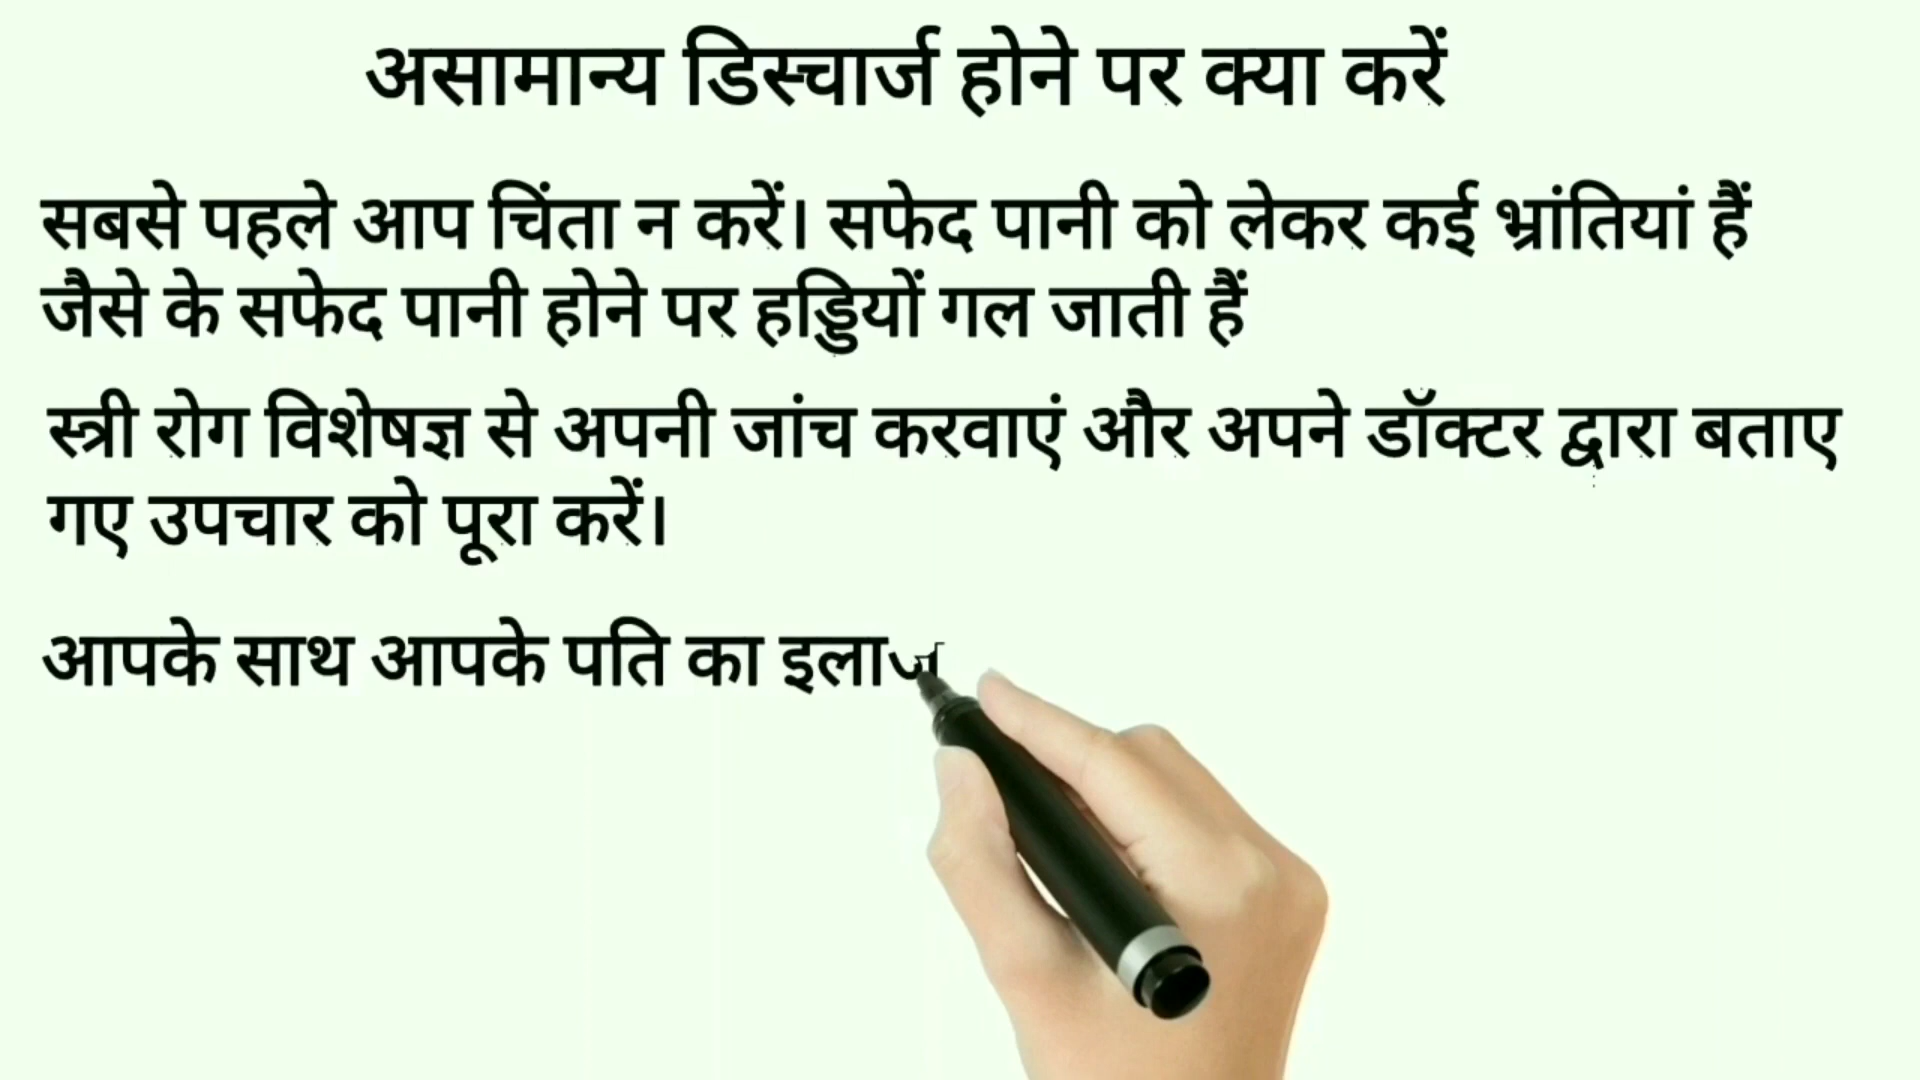 असामान्य डिस्चार्ज होने पर क्या करें
सबसे पहले आप चिंता न करें। सफेद पानी को लेकर कई भ्रांतियां हैं
जैसे के सफेद पानी होने पर हड्डियों गल जाती हैं
स्त्री रोग विशेषज्ञ से अपनी जांच करवाएं और अपने डॉक्टर द्वारा बताए
गए उपचार को पूरा करें।
आपके साथ आपके पति का